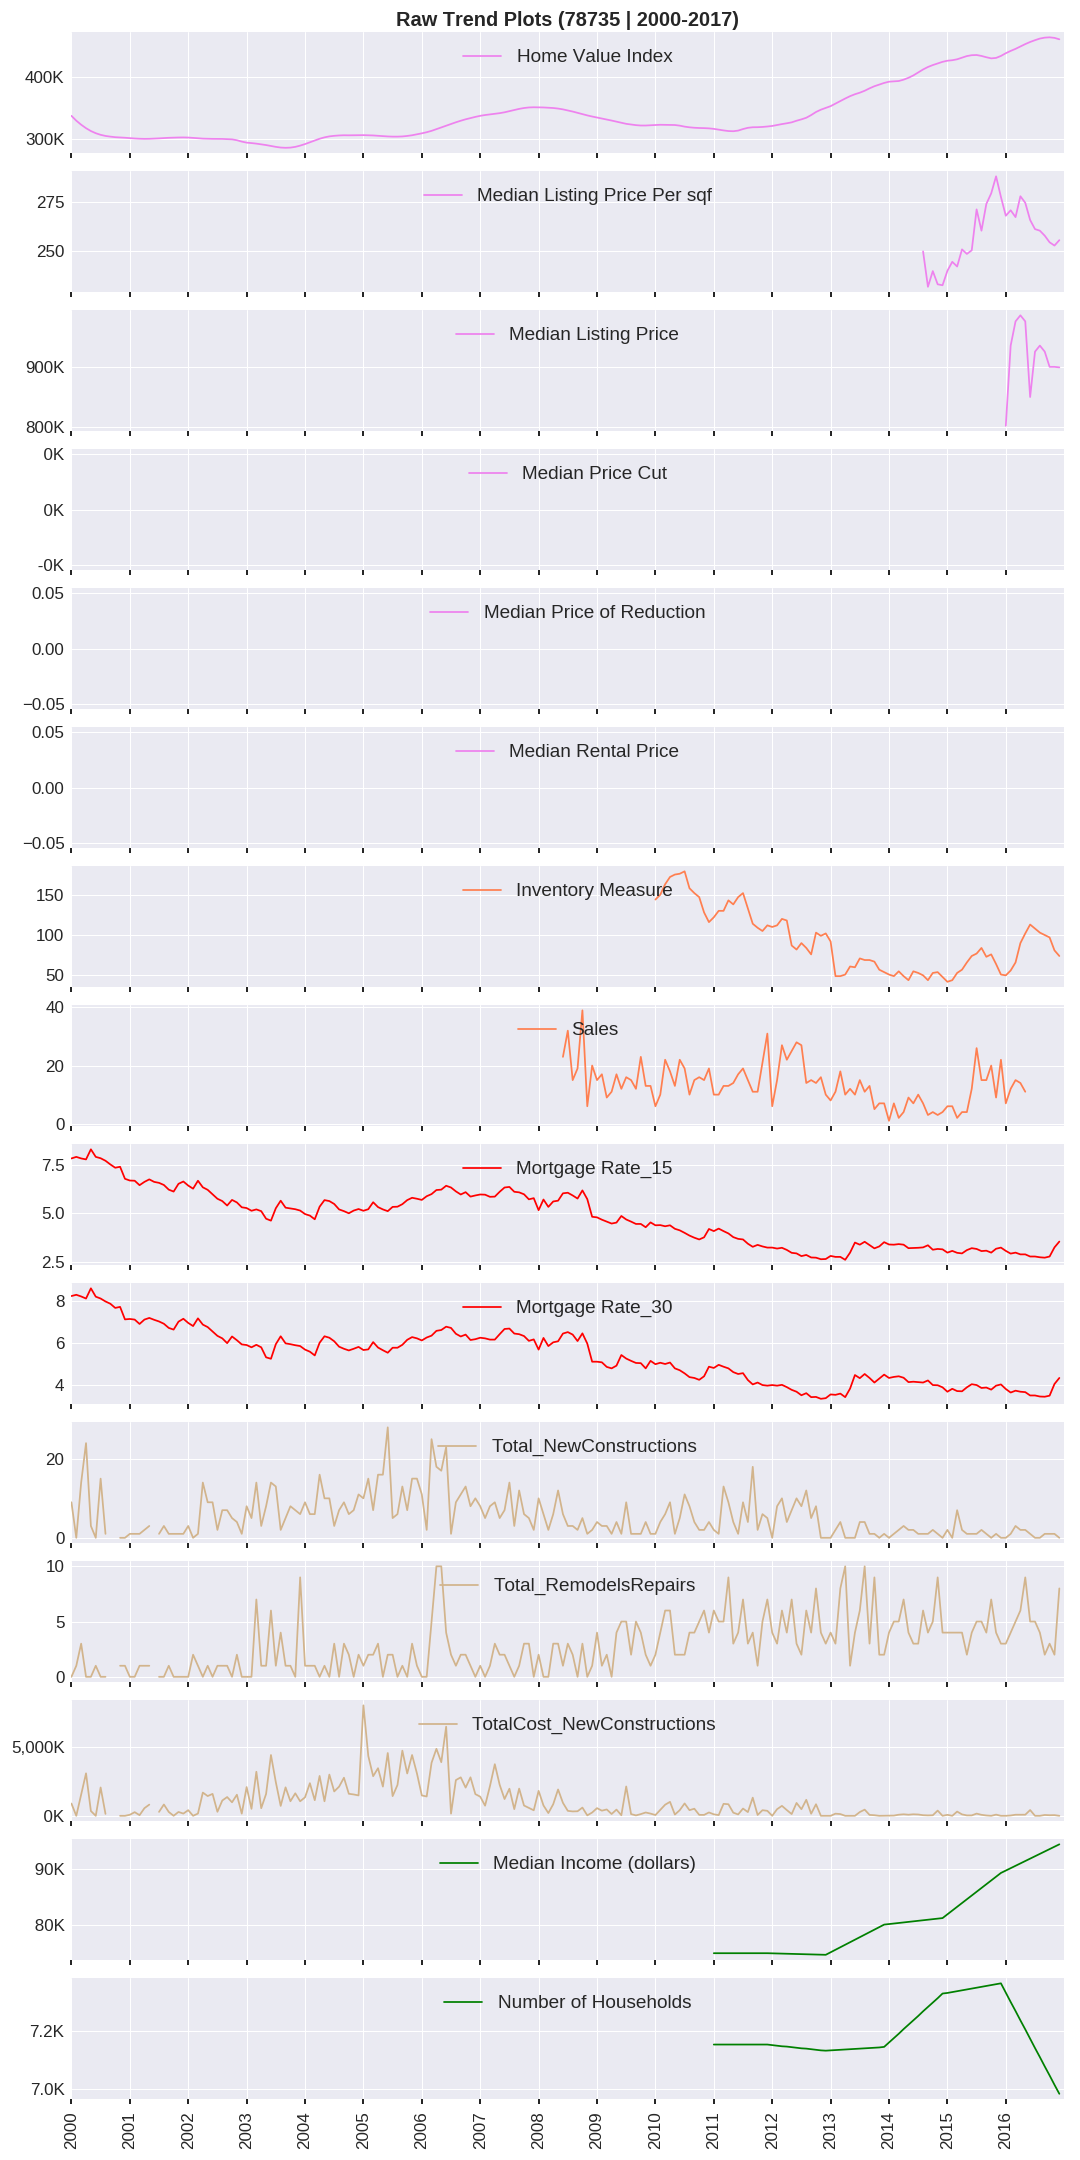 Raw Trend Plots (78735 | 2000-2017)
Home Value Index
400K
300K
Median Listing Price Per sqf
275
250
Median Listing Price
900K
800K
Median Price Cut
0K
0K
-0K
Median Price of Reduction
0.05
0.00
−0.05
Median Rental Price
0.05
0.00
−0.05
Inventory Measure
150
100
50
Sales
40
20
0
Mortgage Rate_15
7.5
5.0
2.5
Mortgage Rate_30
8
6
4
Total_NewConstructions
20
0
Total_RemodelsRepairs
10
5
0
TotalCost_NewConstructions
5,000K
0K
Median Income (dollars)
90K
80K
Number of Households
7.2K
7.0K
2000 2001 2002 2003 2004 2005 2006 2007 2008 2009 2010 2011 2012 2013 2014 2015 2016